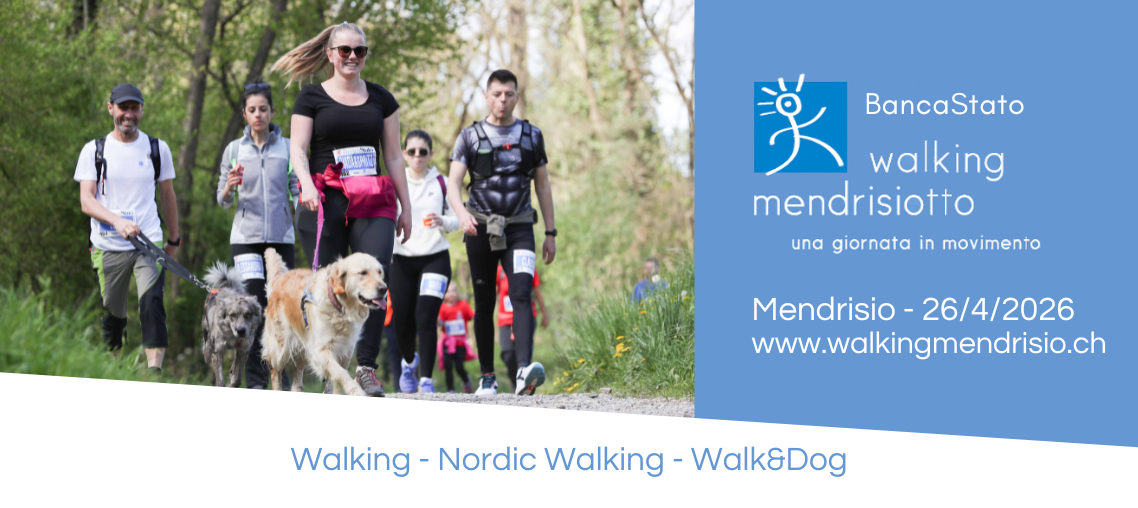 BancaStato
walking
mendrisiotto
una giornata in movimento
Mendrisio - 26/4/2026
www.walkingmendrisio.ch
Walking - Nordic Walking - Walk&Dog